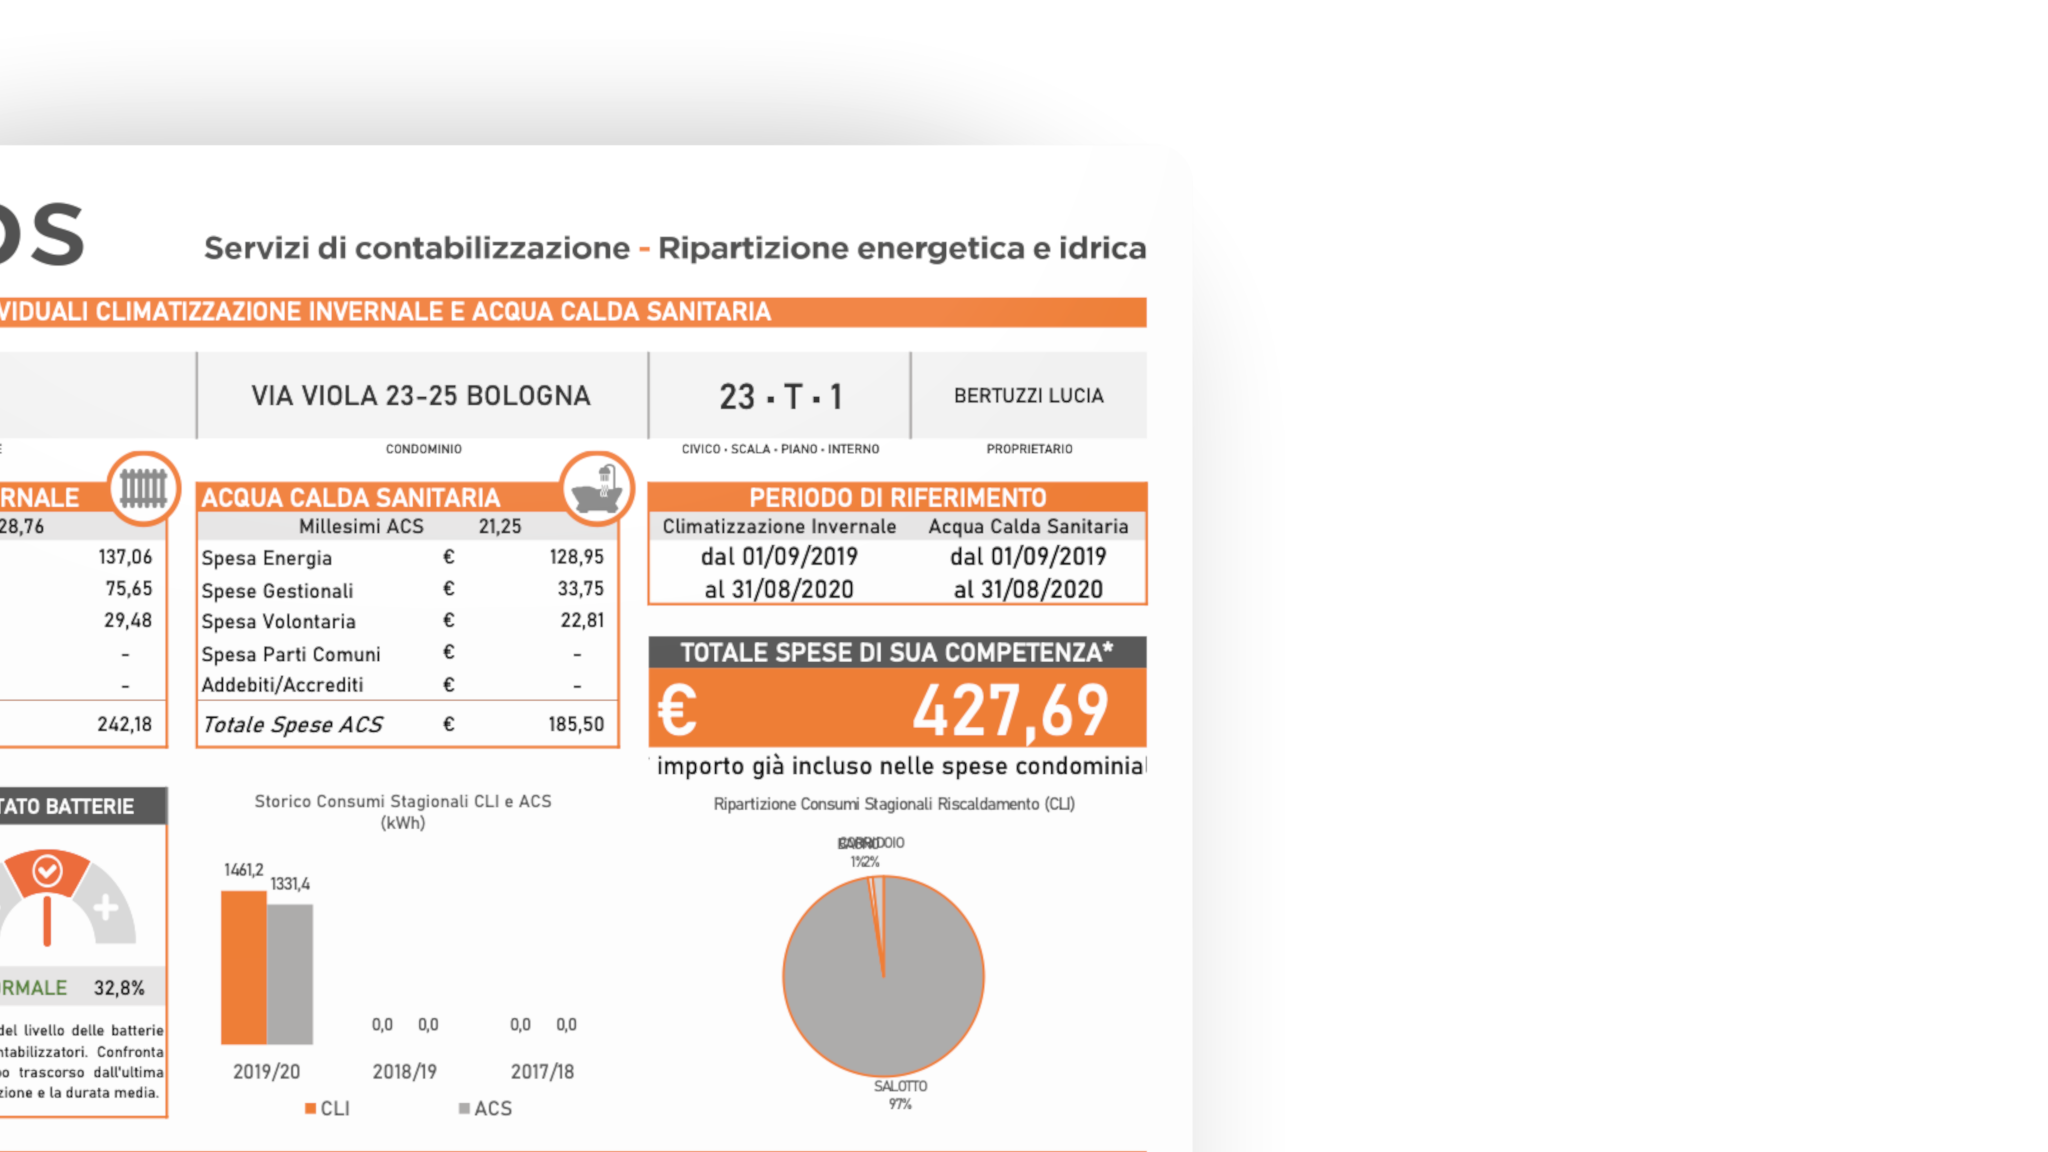 OS
Servizi di contabilizzazione - Ripartizione energetica e idrica
VIDUALI CLIMATIZZAZIONE INVERNALE E ACQUA CALDA SANITARIA
VIA VIOLA 23-25 BOLOGNA
23 · T · 1
BERTUZZI LUCIA
CONDOMINIO
CIVICO · SCALA · PIANO · INTERNO
PROPRIETARIO
RNALE
28,76
137,06
75,65
29,48
-
-
242,18
ACQUA CALDA SANITARIA
Millesimi ACS 21,25
Spesa Energia € 128,95
Spese Gestionali € 33,75
Spesa Volontaria € 22,81
Spesa Parti Comuni € -
Addebiti/Accrediti € -
Totale Spese ACS € 185,50
PERIODO DI RIFERIMENTO
Climatizzazione Invernale Acqua Calda Sanitaria
dal 01/09/2019 dal 01/09/2019
al 31/08/2020 al 31/08/2020
TOTALE SPESE DI SUA COMPETENZA*
€ 427,69
importo già incluso nelle spese condominial
TATO BATTERIE
RMALE 32,8%
del livello delle batterie
ntabilizzatori. Confronta
po trascorso dall'ultima
zione e la durata media.
Storico Consumi Stagionali CLI e ACS
(kWh)
1461,2
1331,4
0,0 0,0 0,0 0,0
2019/20 2018/19 2017/18
CLI ACS
Ripartizione Consumi Stagionali Riscaldamento (CLI)
CORRIDOIO
1% 2%
SALOTTO
97%